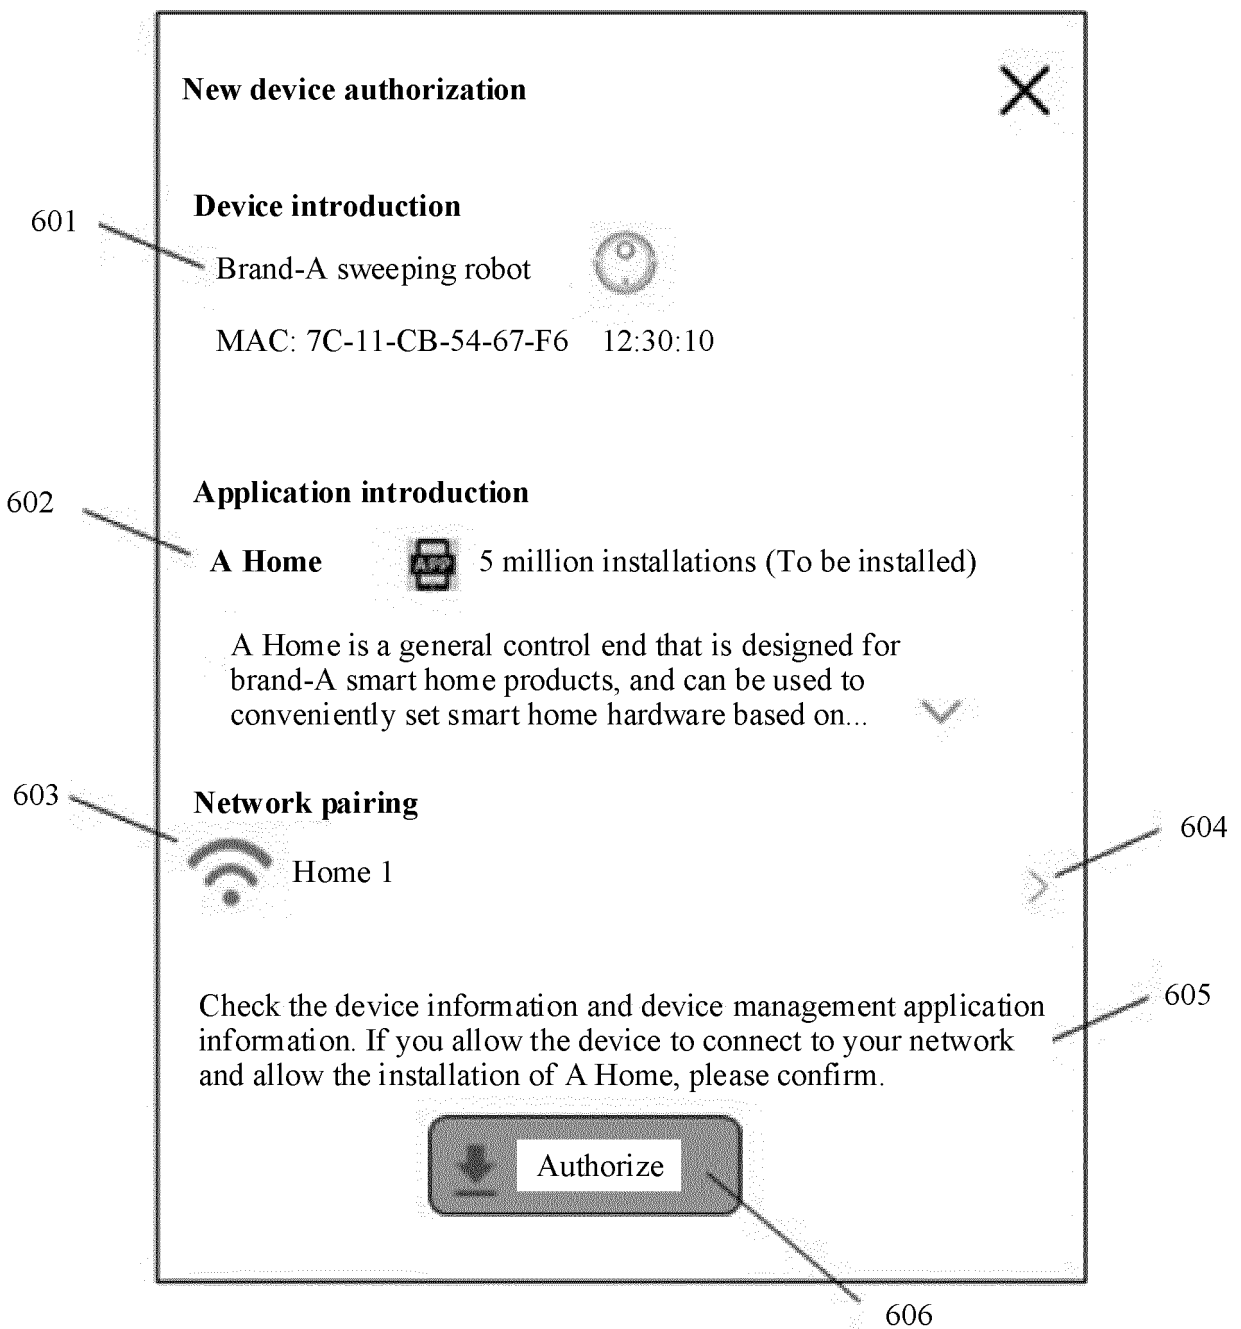 New device authorization
Device introduction
601
Brand-A sweeping robot
MAC: 7C-11-CB-54-67-F6 12:30:10
Application introduction
602
A Home APP 5 million installations (To be installed)
A Home is a general control end that is designed for
brand-A smart home products, and can be used to
conveniently set smart home hardware based on...
603
Network pairing
604
Home 1
605
Check the device information and device management application
information. If you allow the device to connect to your network
and allow the installation of A Home, please confirm.
Authorize
606